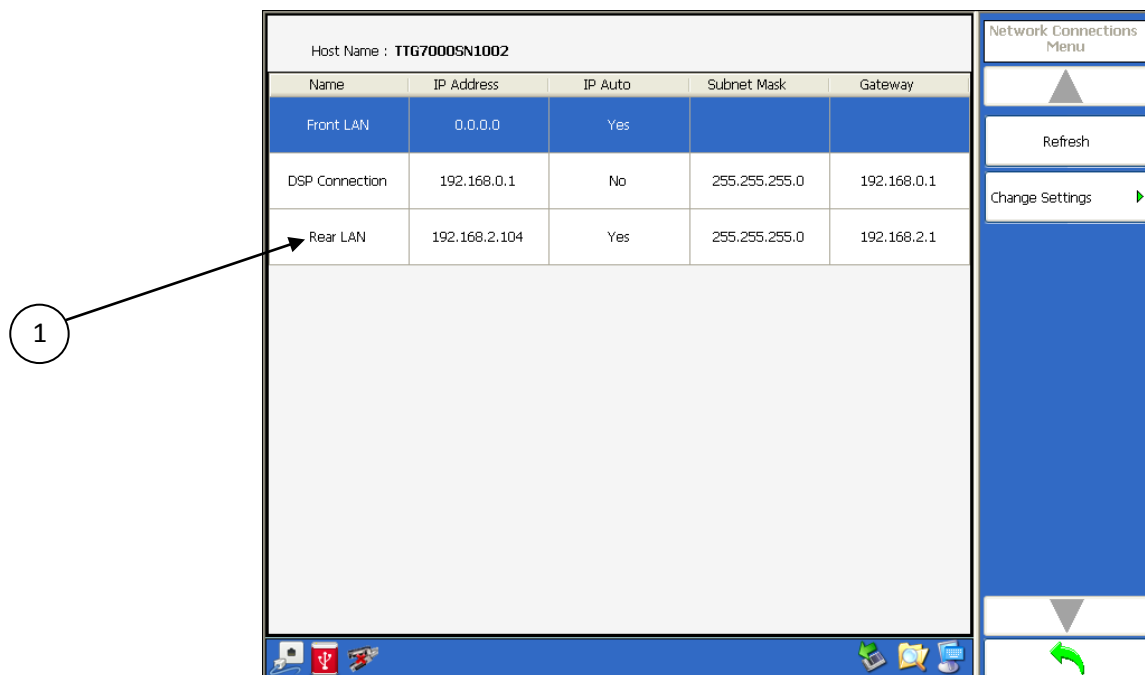 Host Name : TTG7000SN1002
Name IP Address IP Auto Subnet Mask Gateway
Front LAN 0.0.0.0 Yes
DSP Connection 192.168.0.1 No 255.255.255.0 192.168.0.1
Rear LAN 192.168.2.104 Yes 255.255.255.0 192.168.2.1
1
Network Connections
Menu
Refresh
Change Settings